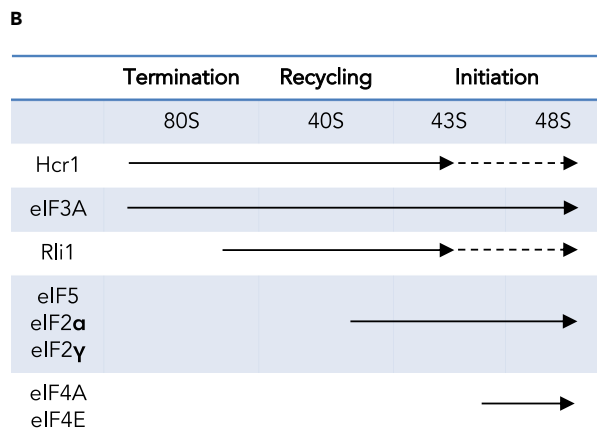 B
Termination Recycling Initiation
80S 40S 43S 48S
Hcr1
eIF3A
Rli1
eIF5
eIF2α
eIF2γ
eIF4A
eIF4E